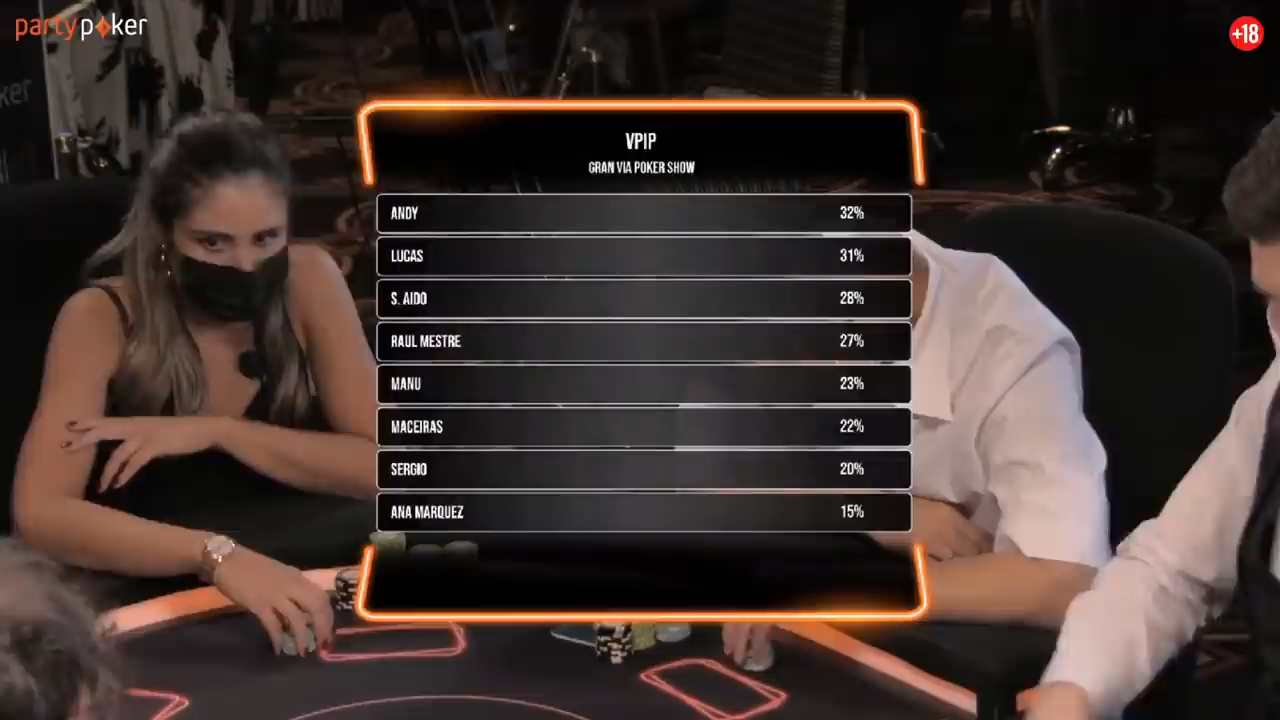 partypoker
+18
ker
VPIP
GRAN VIA POKER SHOW
ANDY 32%
LUCAS 31%
S. AIDO 28%
RAUL MESTRE 27%
MANU 23%
MACEIRAS 22%
SERGIO 20%
ANA MARQUEZ 15%